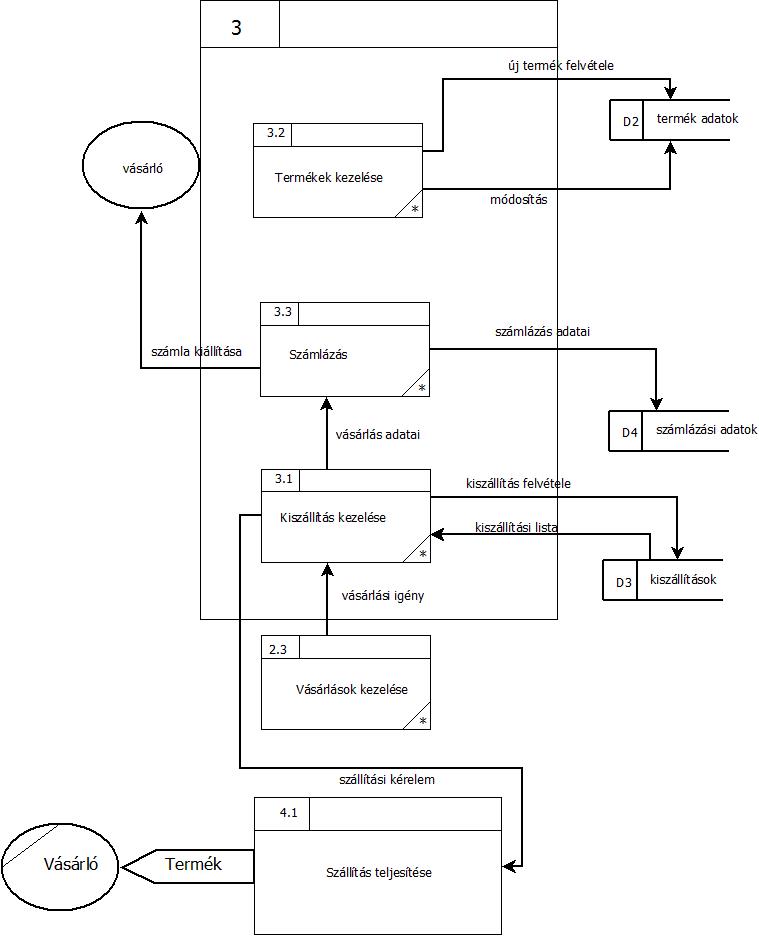 3
új termék felvétele
3.2
D2
termék adatok
vásárló
Termékek kezelése
*
módosítás
3.3
számlázás adatai
számla kiállítása
Számlázás
*
D4
számlázási adatok
vásárlás adatai
3.1
kiszállítás felvétele
Kiszállítás kezelése
kiszállítási lista
*
D3
kiszállítások
vásárlási igény
2.3
Vásárlások kezelése
*
szállítási kérelem
4.1
Vásárló
Termék
Szállítás teljesítése